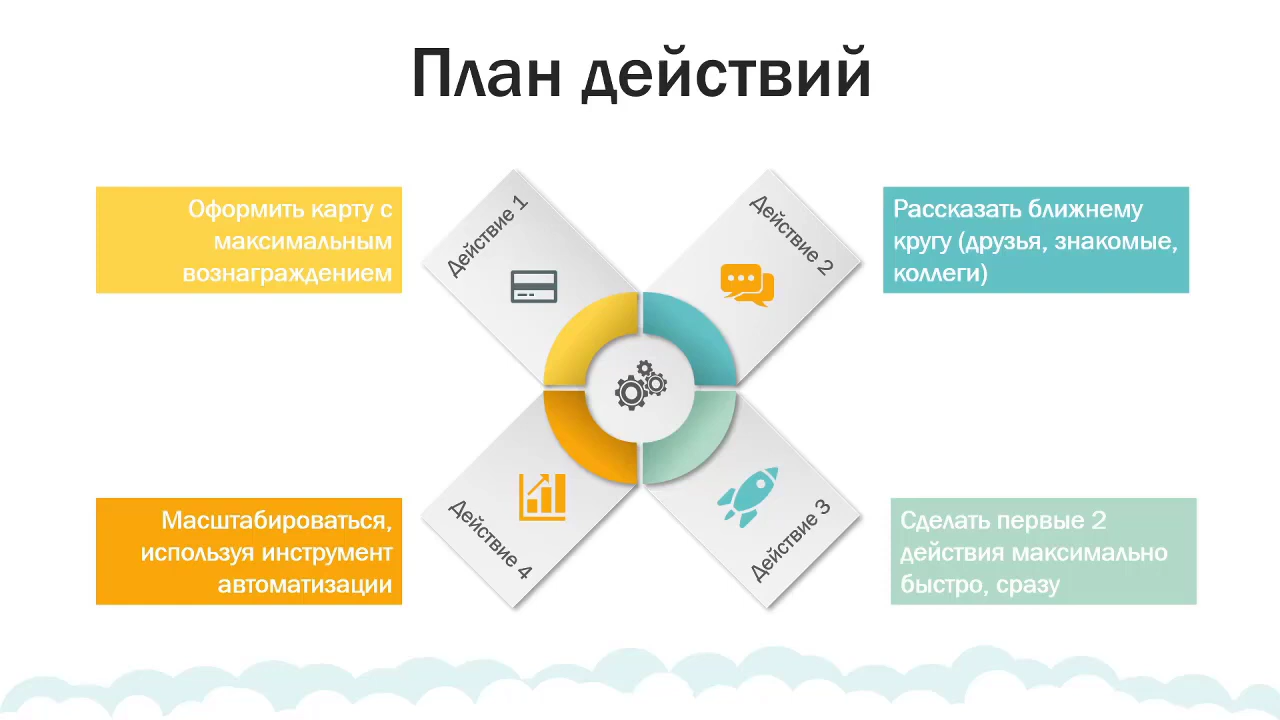 План действий
Оформить карту с
максимальным
вознаграждением
Действие 1
Действие 2
Рассказать ближнему
кругу (друзья, знакомые,
коллеги)
Масштабироваться,
используя инструмент
автоматизации
Действие 4
Действие 3
Сделать первые 2
действия максимально
быстро, сразу